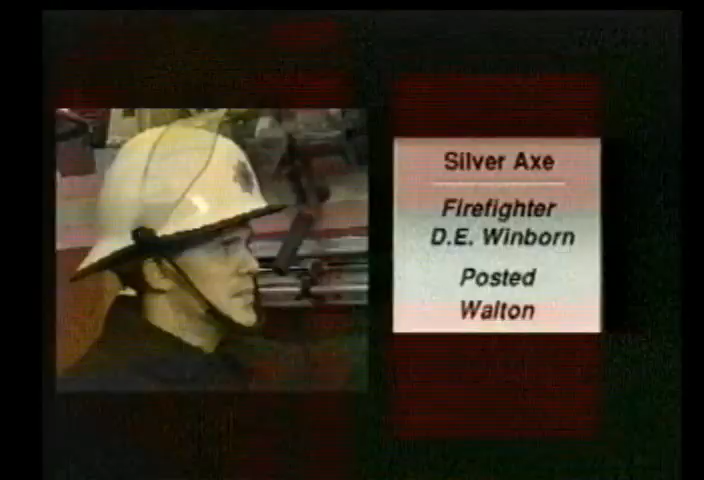 Silver Axe
Firefighter
D.E. Winborn
Posted
Walton